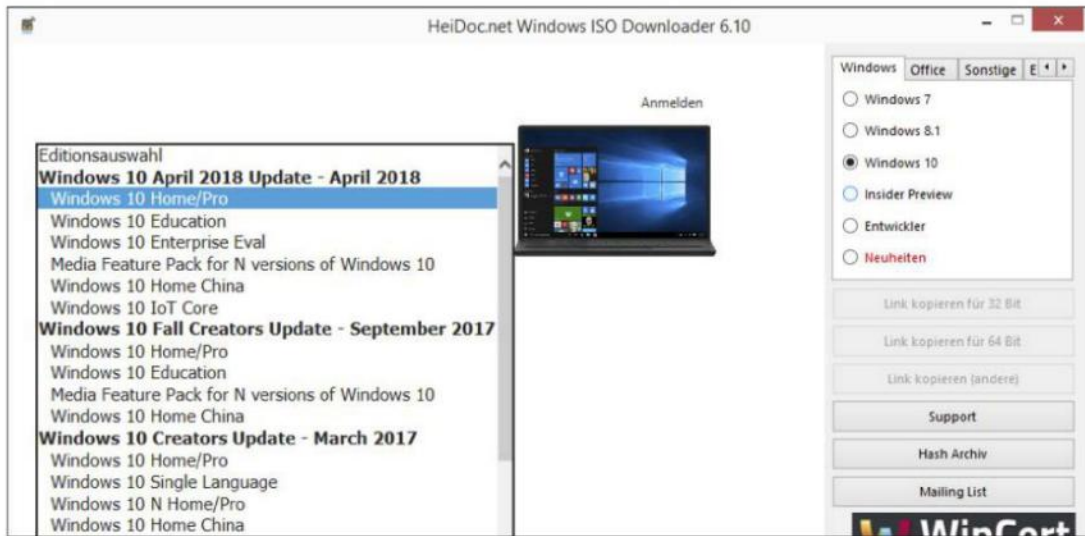 HeiDoc.net Windows ISO Downloader 6.10
Anmelden
Editionsauswahl
Windows 10 April 2018 Update - April 2018
Windows 10 Home/Pro
Windows 10 Education
Windows 10 Enterprise Eval
Media Feature Pack for N versions of Windows 10
Windows 10 Home China
Windows 10 IoT Core
Windows 10 Fall Creators Update - September 2017
Windows 10 Home/Pro
Windows 10 Education
Media Feature Pack for N versions of Windows 10
Windows 10 Home China
Windows 10 Creators Update - March 2017
Windows 10 Home/Pro
Windows 10 Single Language
Windows 10 N Home/Pro
Windows 10 Home China
Windows Office Sonstige E
Windows 7
Windows 8.1
Windows 10
Insider Preview
Entwickler
Neuheiten
Link kopieren für 32 Bit
Link kopieren für 64 Bit
Link kopieren (andere)
Support
Hash Archiv
Mailing List
WinCert